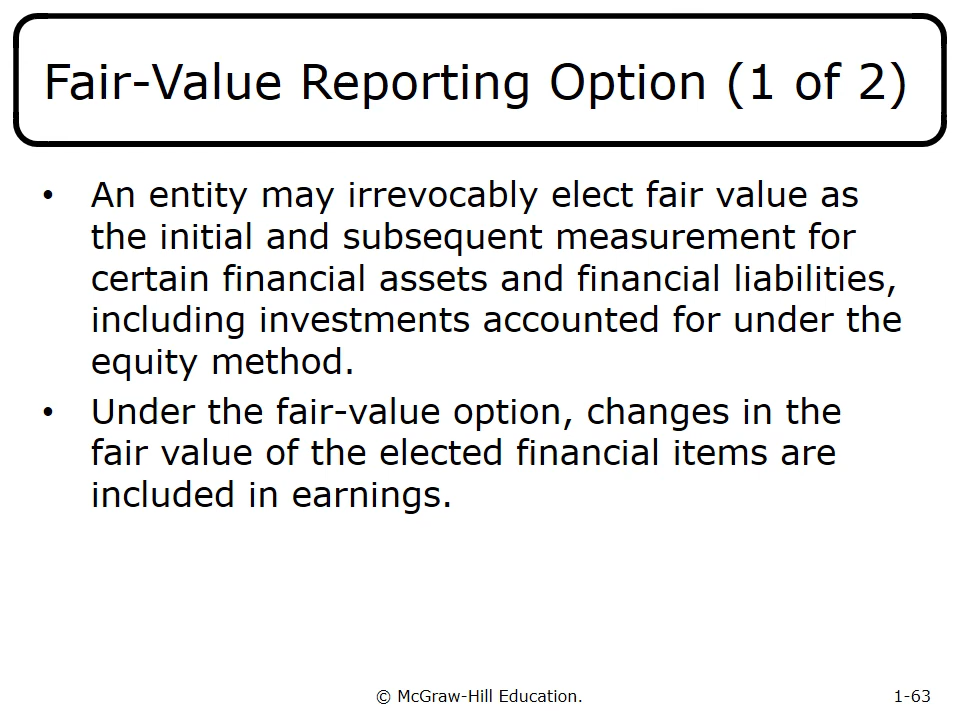 Fair-Value Reporting Option (1 of 2)
• An entity may irrevocably elect fair value as
the initial and subsequent measurement for
certain financial assets and financial liabilities,
including investments accounted for under the
equity method.
• Under the fair-value option, changes in the
fair value of the elected financial items are
included in earnings.
© McGraw-Hill Education. 1-63